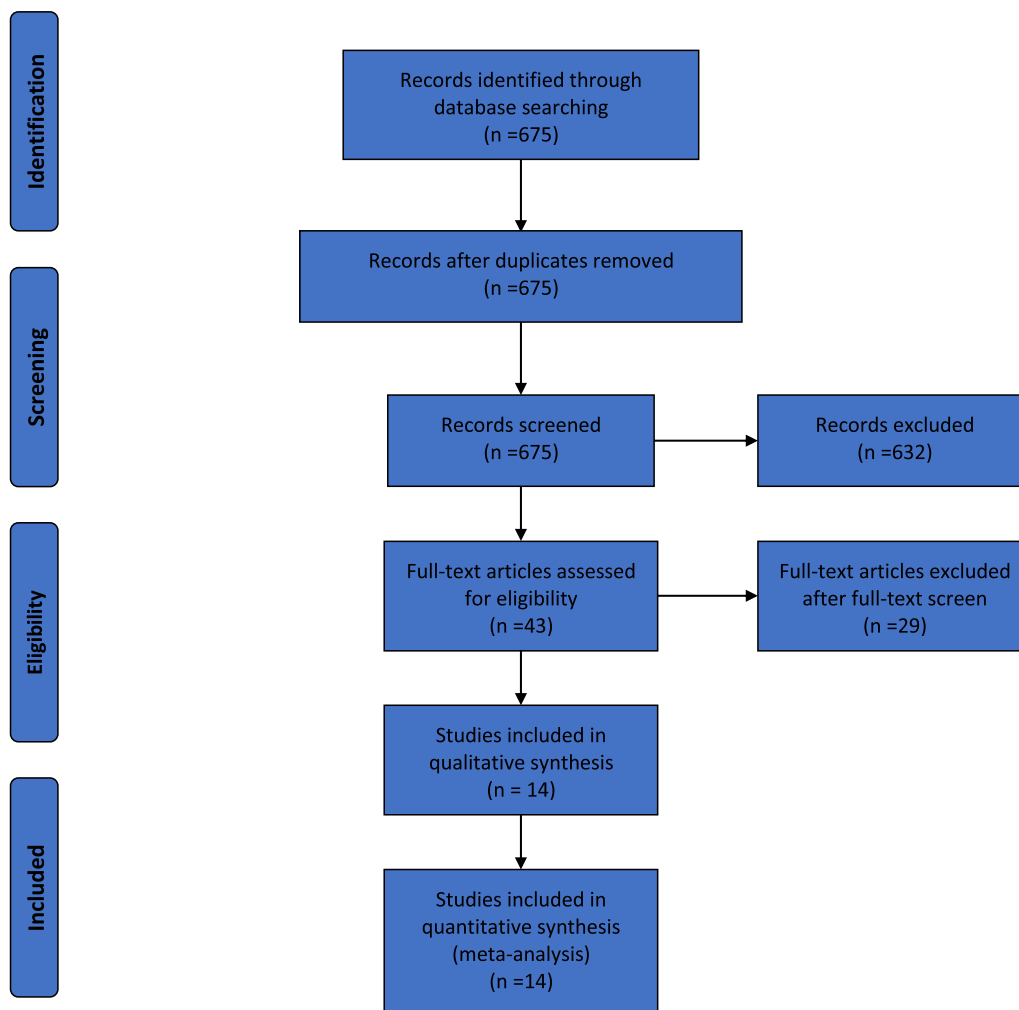 Identification
Records identified through
database searching
(n =675)
Records after duplicates removed
(n =675)
Screening
Records screened
(n =675)
Records excluded
(n =632)
Eligibility
Full-text articles assessed
for eligibility
(n =43)
Full-text articles excluded
after full-text screen
(n =29)
Studies included in
qualitative synthesis
(n = 14)
Included
Studies included in
quantitative synthesis
(meta-analysis)
(n =14)